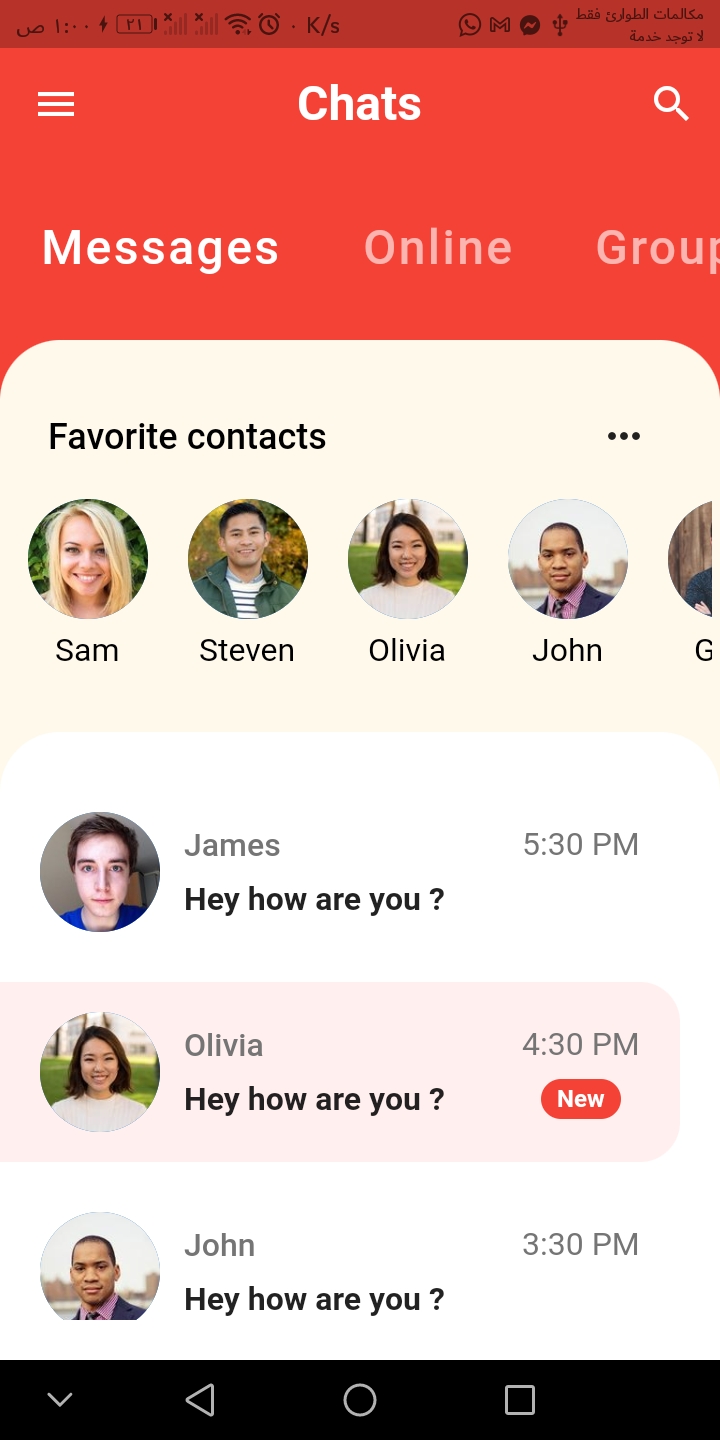 ص ١:٠٠ ٢١ ٠ K/s مكالمات الطوارئ فقط
لا توجد خدمة
Chats
Messages Online Group
Favorite contacts
Sam Steven Olivia John G
James 5:30 PM
Hey how are you ?
Olivia 4:30 PM
Hey how are you ? New
John 3:30 PM
Hey how are you ?